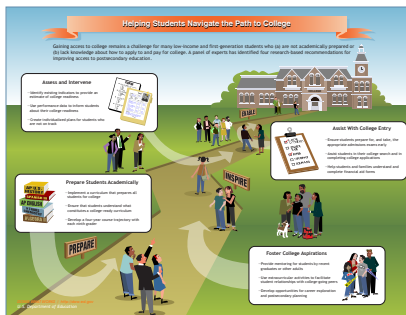 Helping Students Navigate the Path to College
Gaining access to college remains a challenge for many low-income and first-generation students who (a) are not academically prepared or
(b) lack knowledge about how to apply to and pay for college. A panel of experts has identified four research-based recommendations for
improving access to postsecondary education.
Assess and Intervene
• Identify existing indicators to provide an
estimate of college readiness
• Use performance data to inform students
about their college readiness
• Create individualized plans for students who
are not on track
ENABLE
Assist With College Entry
• Ensure students prepare for, and take, the
appropriate admissions exams early
• Assist students in their college search and in
completing college applications
• Help students and families understand and
complete financial aid forms
Prepare Students Academically
• Implement a curriculum that prepares all
students for college
• Ensure that students understand what
constitutes a college-ready curriculum
• Develop a four-year course trajectory with
each ninth grader
AP ENGLISH
INSPIRE
PREPARE
Foster College Aspirations
• Provide mentoring for students by recent
graduates or other adults
• Use extracurricular activities to facilitate
student relationships with college-going peers
• Develop opportunities for career exploration
and postsecondary planning
U.S. Department of Education